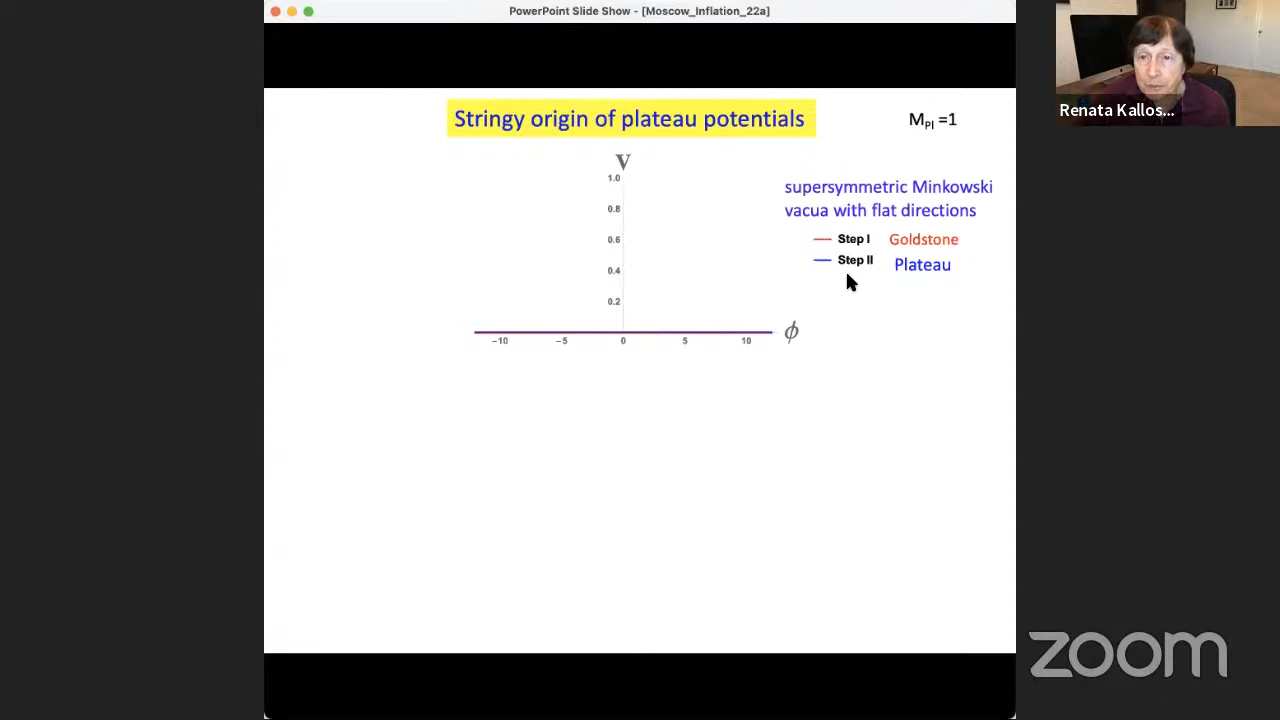 PowerPoint Slide Show - [Moscow_Inflation_22a]
Renata Kallos...
Stringy origin of plateau potentials
M_Pl =1
V
1.0
0.8
0.6
0.4
0.2
supersymmetric Minkowski
vacua with flat directions
Step I Goldstone
Step II Plateau
ϕ
−10 −5 0 5 10
zoom